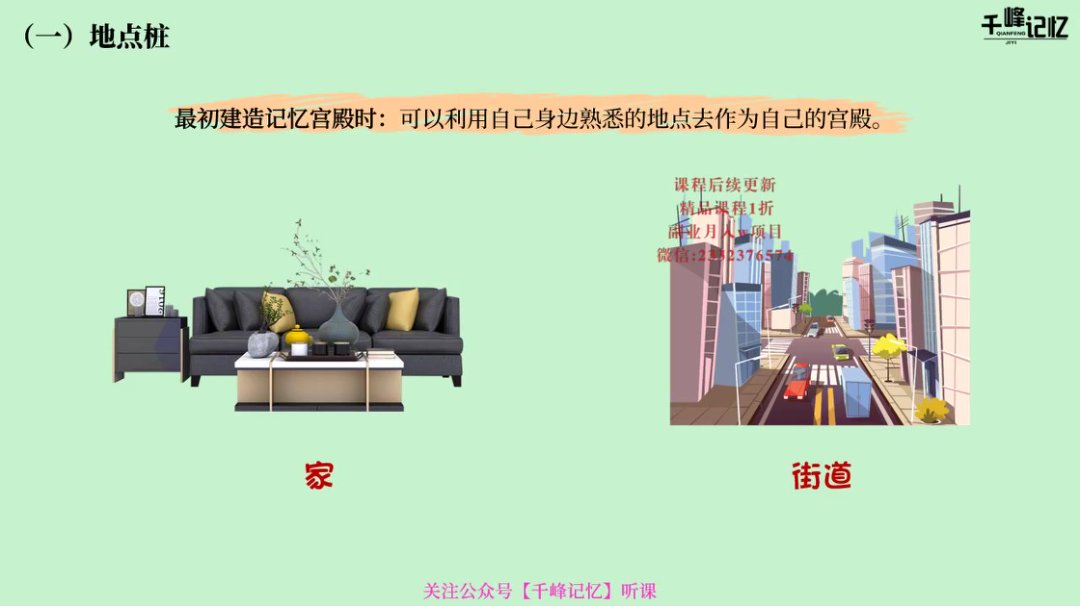 （一）地点桩
千峰记忆
QIANFENG
JIYI
最初建造记忆宫殿时：可以利用自己身边熟悉的地点去作为自己的宫殿。
课程后续更新
精品课程1折
副业月入w项目
微信:2252376574
家
街道
关注公众号【千峰记忆】听课